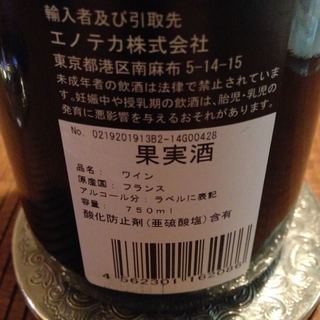 輸入者及び引取先
エノテカ株式会社
東京都港区南麻布 5-14-15
未成年者の飲酒は法律で禁止されていま
す。妊娠中や授乳期の飲酒は、胎児・乳児の
発育に悪影響を与えるおそれがあります。
No. 0219201913B2-14G00428
果実酒
品名: ワイン
原産国: フランス
アルコール分: ラベルに表記
容量: 750ml
酸化防止剤(亜硫酸塩)含有
4 562301 162086